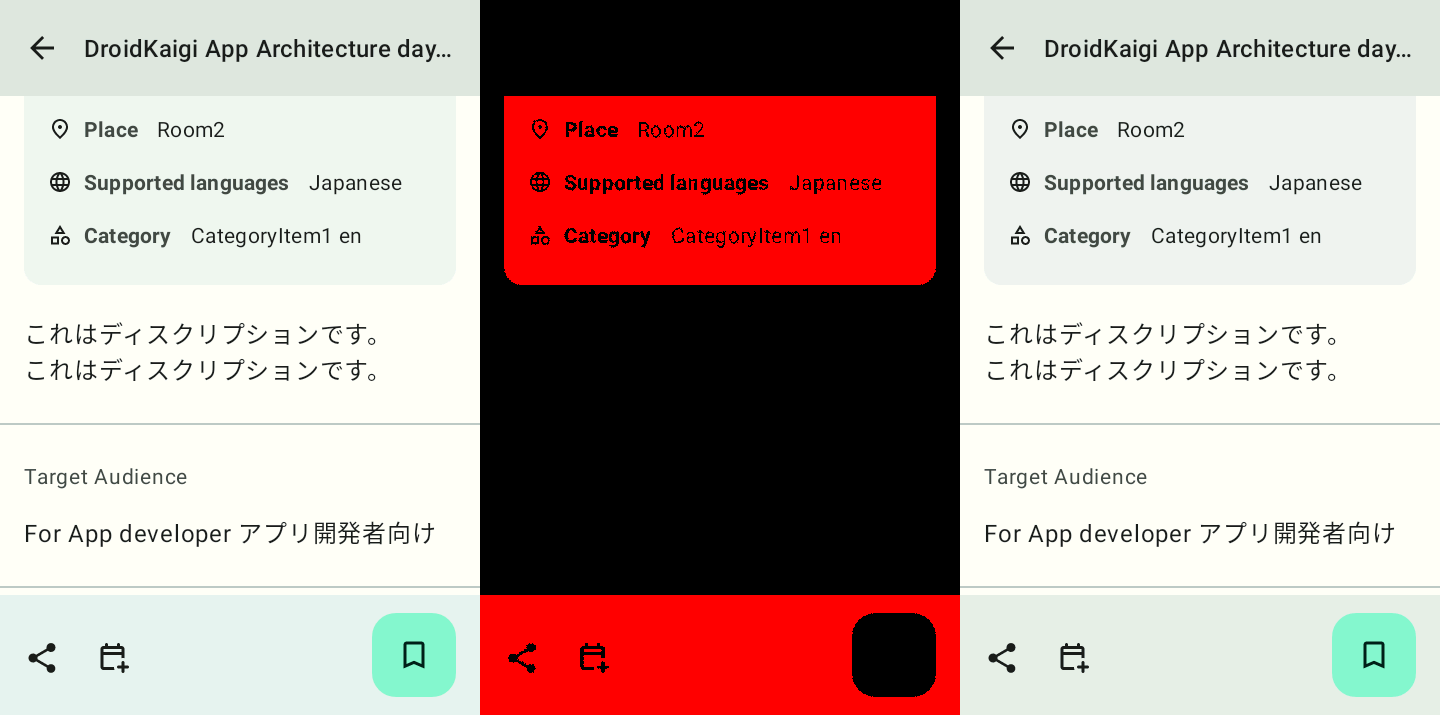 DroidKaigi App Architecture day…
Place Room2
Supported languages Japanese
Category CategoryItem1 en
これはディスクリプションです。
これはディスクリプションです。
Target Audience
For App developer アプリ開発者向け
Place Room2
Supported languages Japanese
Category CategoryItem1 en
DroidKaigi App Architecture day…
Place Room2
Supported languages Japanese
Category CategoryItem1 en
これはディスクリプションです。
これはディスクリプションです。
Target Audience
For App developer アプリ開発者向け